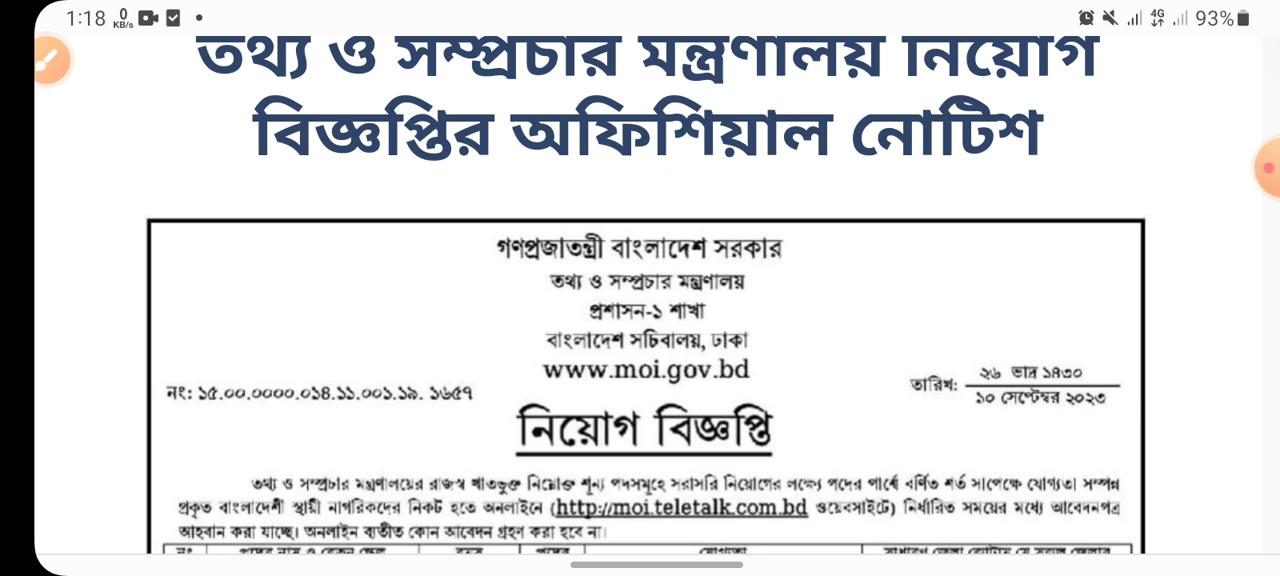 1:18 0 KB/s 4G 93%
তথ্য ও সম্প্রচার মন্ত্রণালয় নিয়োগ
বিজ্ঞপ্তির অফিশিয়াল নোটিশ
গণপ্রজাতন্ত্রী বাংলাদেশ সরকার
তথ্য ও সম্প্রচার মন্ত্রণালয়
প্রশাসন-১ শাখা
বাংলাদেশ সচিবালয়, ঢাকা
www.moi.gov.bd
নং: ১৫.০০.০০০০.০১৪.১১.০০১.১৯. ১৬৫৭
তারিখ: ২৬ ভাদ্র ১৪৩০
১০ সেপ্টেম্বর ২০২৩
নিয়োগ বিজ্ঞপ্তি
তথ্য ও সম্প্রচার মন্ত্রণালয়ের রাজস্ব খাতভুক্ত নিম্নোক্ত শূন্য পদসমূহে সরাসরি নিয়োগের লক্ষ্যে পদের পার্শ্বে বর্ণিত শর্ত সাপেক্ষে যোগ্যতা সম্পন্ন
প্রকৃত বাংলাদেশী স্থায়ী নাগরিকদের নিকট হতে অনলাইনে (http://moi.teletalk.com.bd ওয়েবসাইটে) নির্ধারিত সময়ের মধ্যে আবেদনপত্র
আহবান করা যাচ্ছে। অনলাইন ব্যতীত কোন আবেদন গ্রহণ করা হবে না।